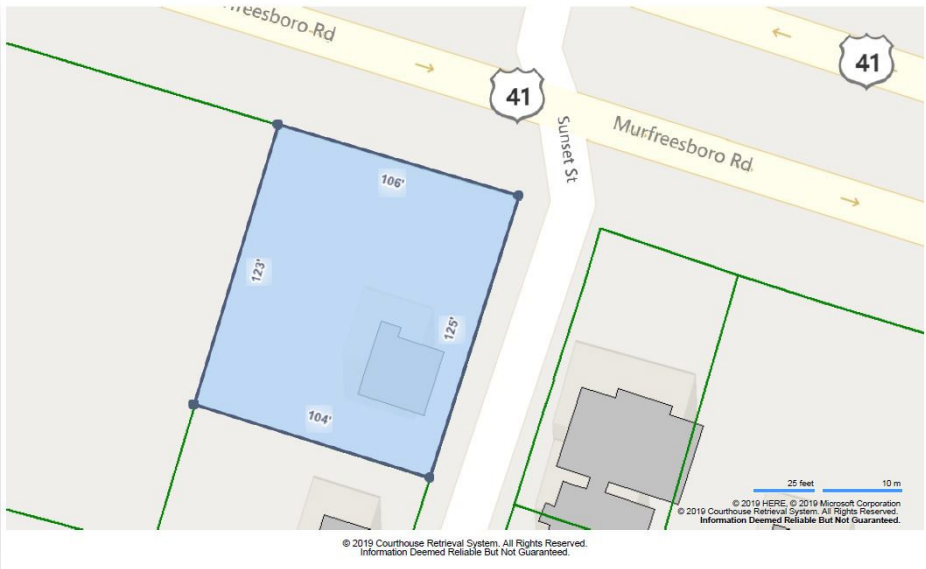 Murfreesboro Rd
41
41
Sunset St
Murfreesboro Rd
106'
123'
125'
104'
25 feet 10 m
© 2019 HERE, © 2019 Microsoft Corporation
© 2019 Courthouse Retrieval System. All Rights Reserved.
Information Deemed Reliable But Not Guaranteed.
© 2019 Courthouse Retrieval System. All Rights Reserved.
Information Deemed Reliable But Not Guaranteed.